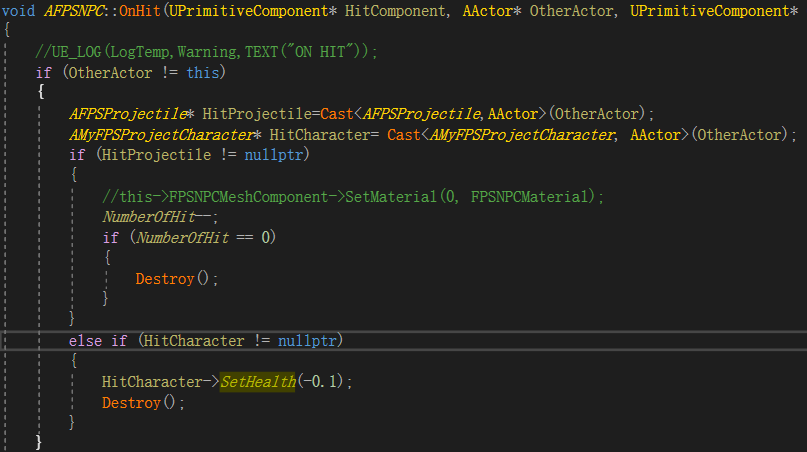 void AFPSNPC::OnHit(UPrimitiveComponent* HitComponent, AActor* OtherActor, UPrimitiveComponent*
{
//UE_LOG(LogTemp,Warning,TEXT("ON HIT"));
if (OtherActor != this)
{
AFPSProjectile* HitProjectile=Cast<AFPSProjectile,AActor>(OtherActor);
AMyFPSProjectCharacter* HitCharacter= Cast<AMyFPSProjectCharacter, AActor>(OtherActor);
if (HitProjectile != nullptr)
{
//this->FPSNPCMeshComponent->SetMaterial(0, FPSNPCMaterial);
NumberOfHit--;
if (NumberOfHit == 0)
{
Destroy();
}
}
else if (HitCharacter != nullptr)
{
HitCharacter->SetHealth(-0.1);
Destroy();
}
}